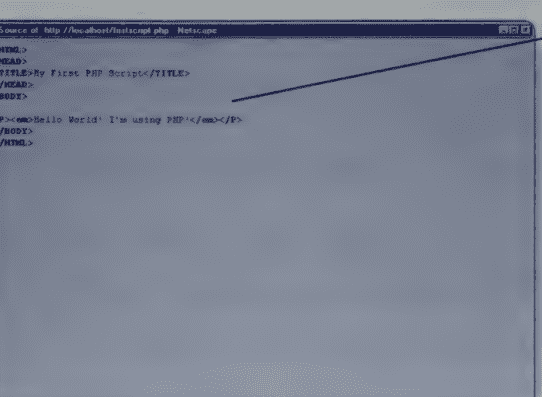 Source of http://localhost/firstscript.php Netscape
HTML>
HEAD>
TITLE>My First PHP Script</TITLE>
/HEAD>
BODY>
P><em>Hello World! I'm using PHP!</em></P>
/BODY>
/HTML>